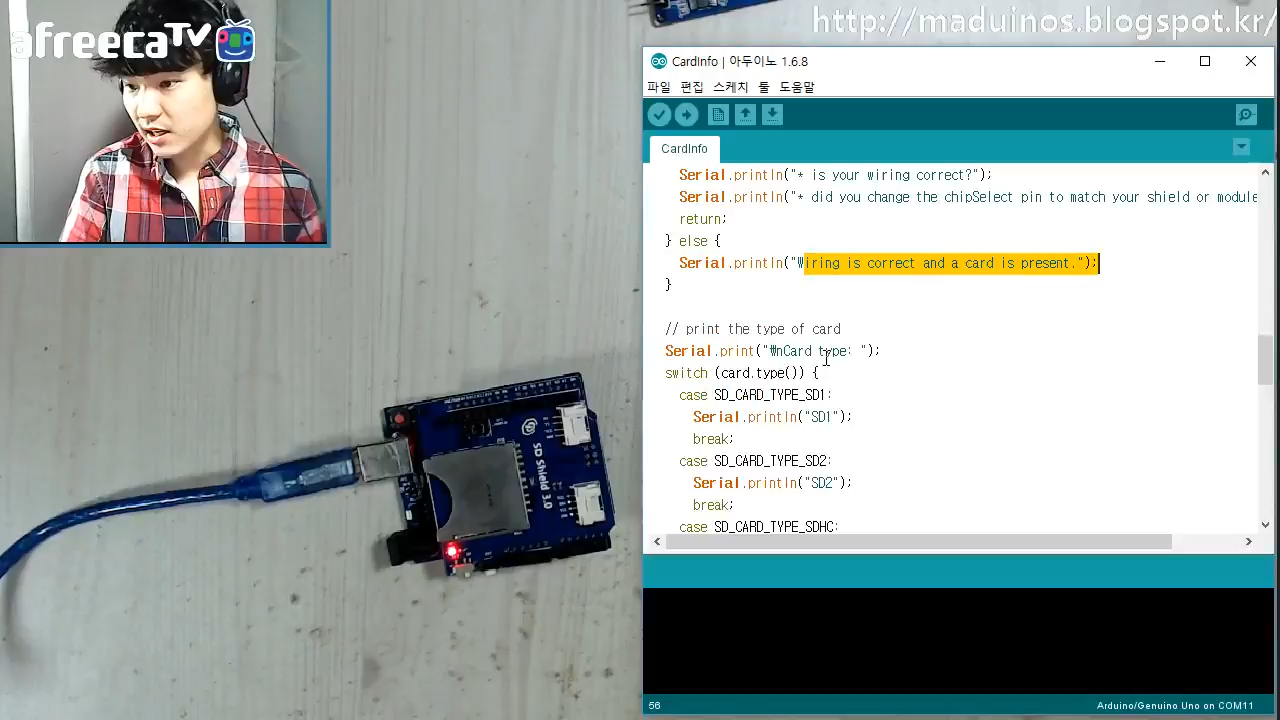 afreecaTV
http://maduinos.blogspot.kr/
CardInfo | 아두이노 1.6.8
파일 편집 스케치 툴 도움말
CardInfo
Serial.println("* is your wiring correct?");
Serial.println("* did you change the chipSelect pin to match your shield or module
return;
} else {
Serial.println("Wiring is correct and a card is present.");
}
// print the type of card
Serial.print("₩nCard type: ");
switch (card.type()) {
case SD_CARD_TYPE_SD1:
Serial.println("SD1");
break;
case SD_CARD_TYPE_SD2:
Serial.println("SD2");
break;
case SD_CARD_TYPE_SDHC:
56
Arduino/Genuino Uno on COM11
SD Shield 3.0